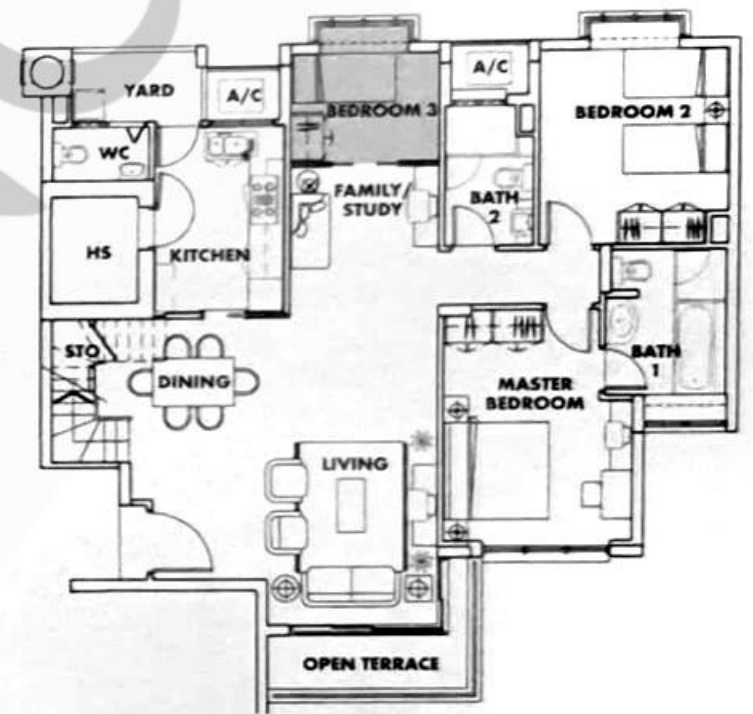 YARD
A/C
BEDROOM 3
A/C
BEDROOM 2
WC
FAMILY/
STUDY
BATH
2
HS
KITCHEN
STO
DINING
MASTER
BEDROOM
BATH
1
LIVING
OPEN TERRACE